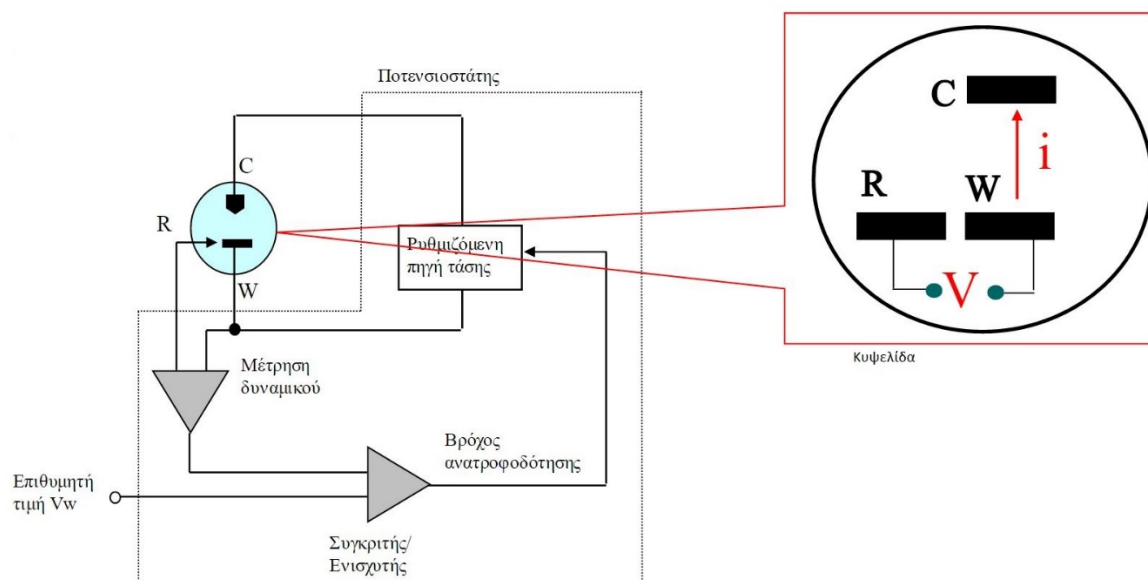 Ποτενσιοστάτης
C
R
W
Ρυθμιζόμενη
πηγή τάσης
Μέτρηση
δυναμικού
Βρόχος
ανατροφοδότησης
Επιθυμητή
τιμή Vw
Συγκριτής/
Ενισχυτής
C
i
R
W
V
Κυψελίδα